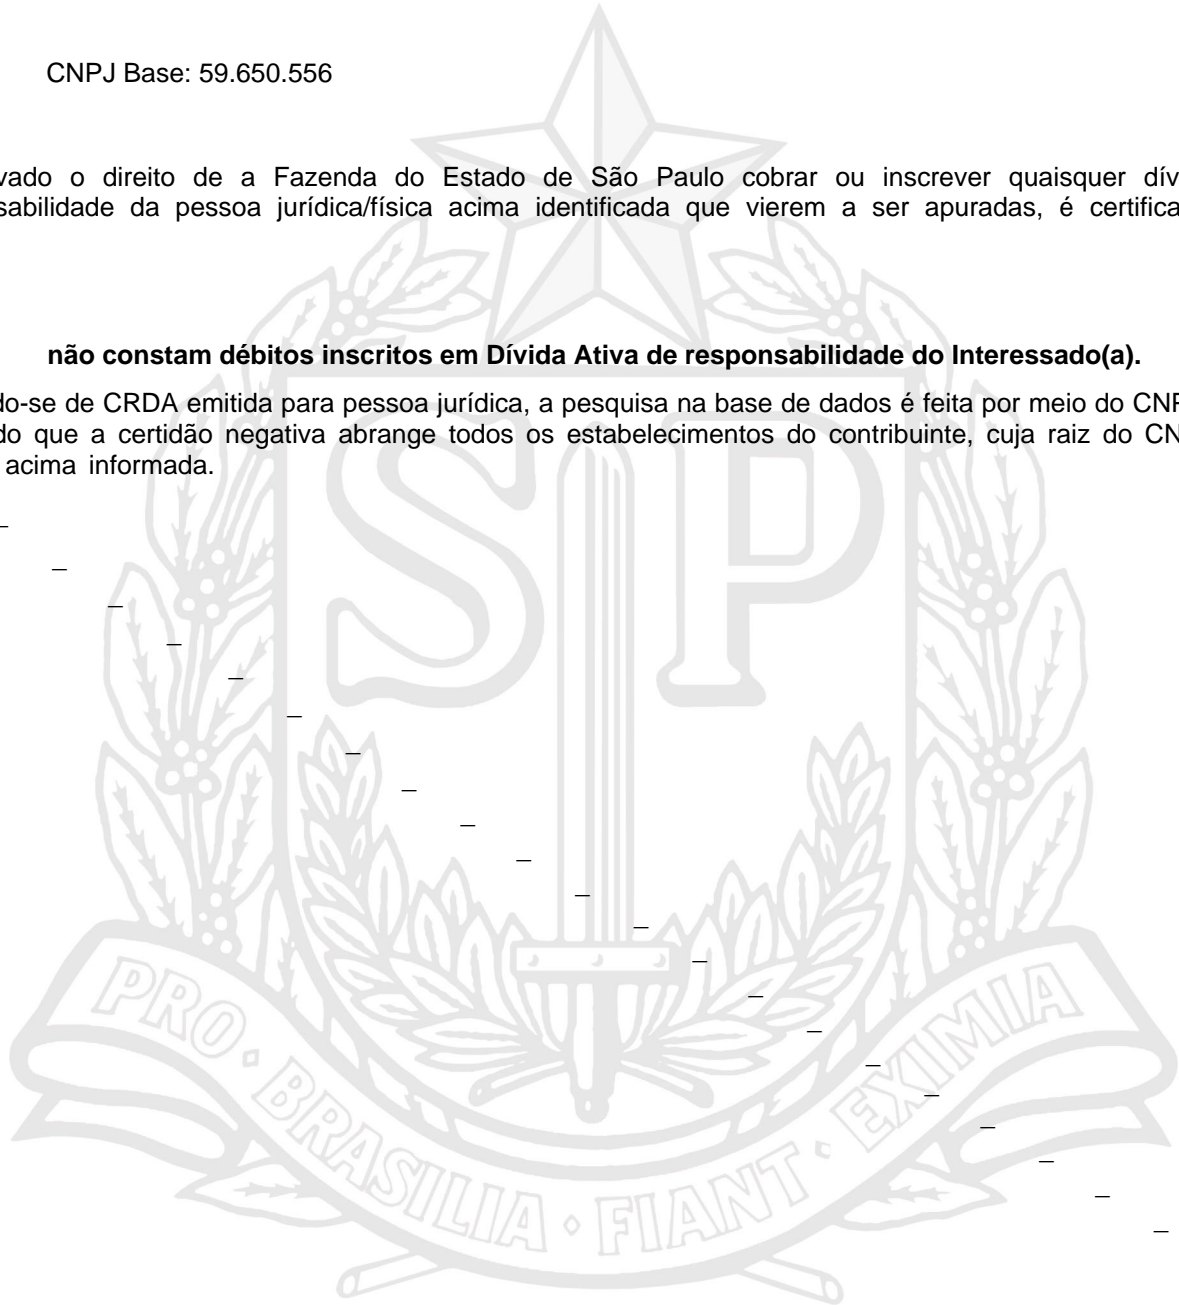 CNPJ Base: 59.650.556
vado o direito de a Fazenda do Estado de São Paulo cobrar ou inscrever quaisquer dív
sabilidade da pessoa jurídica/física acima identificada que vierem a ser apuradas, é certifica
não constam débitos inscritos em Dívida Ativa de responsabilidade do Interessado(a).
do-se de CRDA emitida para pessoa jurídica, a pesquisa na base de dados é feita por meio do CNP
do que a certidão negativa abrange todos os estabelecimentos do contribuinte, cuja raiz do CN
acima informada.
SP
PRO · BRASILIA · FIANT · EXIMIA